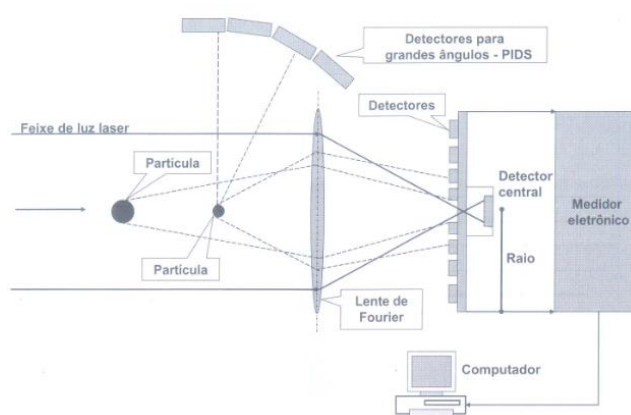 Detectores para
grandes ângulos - PIDS
Feixe de luz laser
Detectores
Partícula
Detector
central
Medidor
eletrônico
Partícula
Raio
Lente de
Fourier
Computador